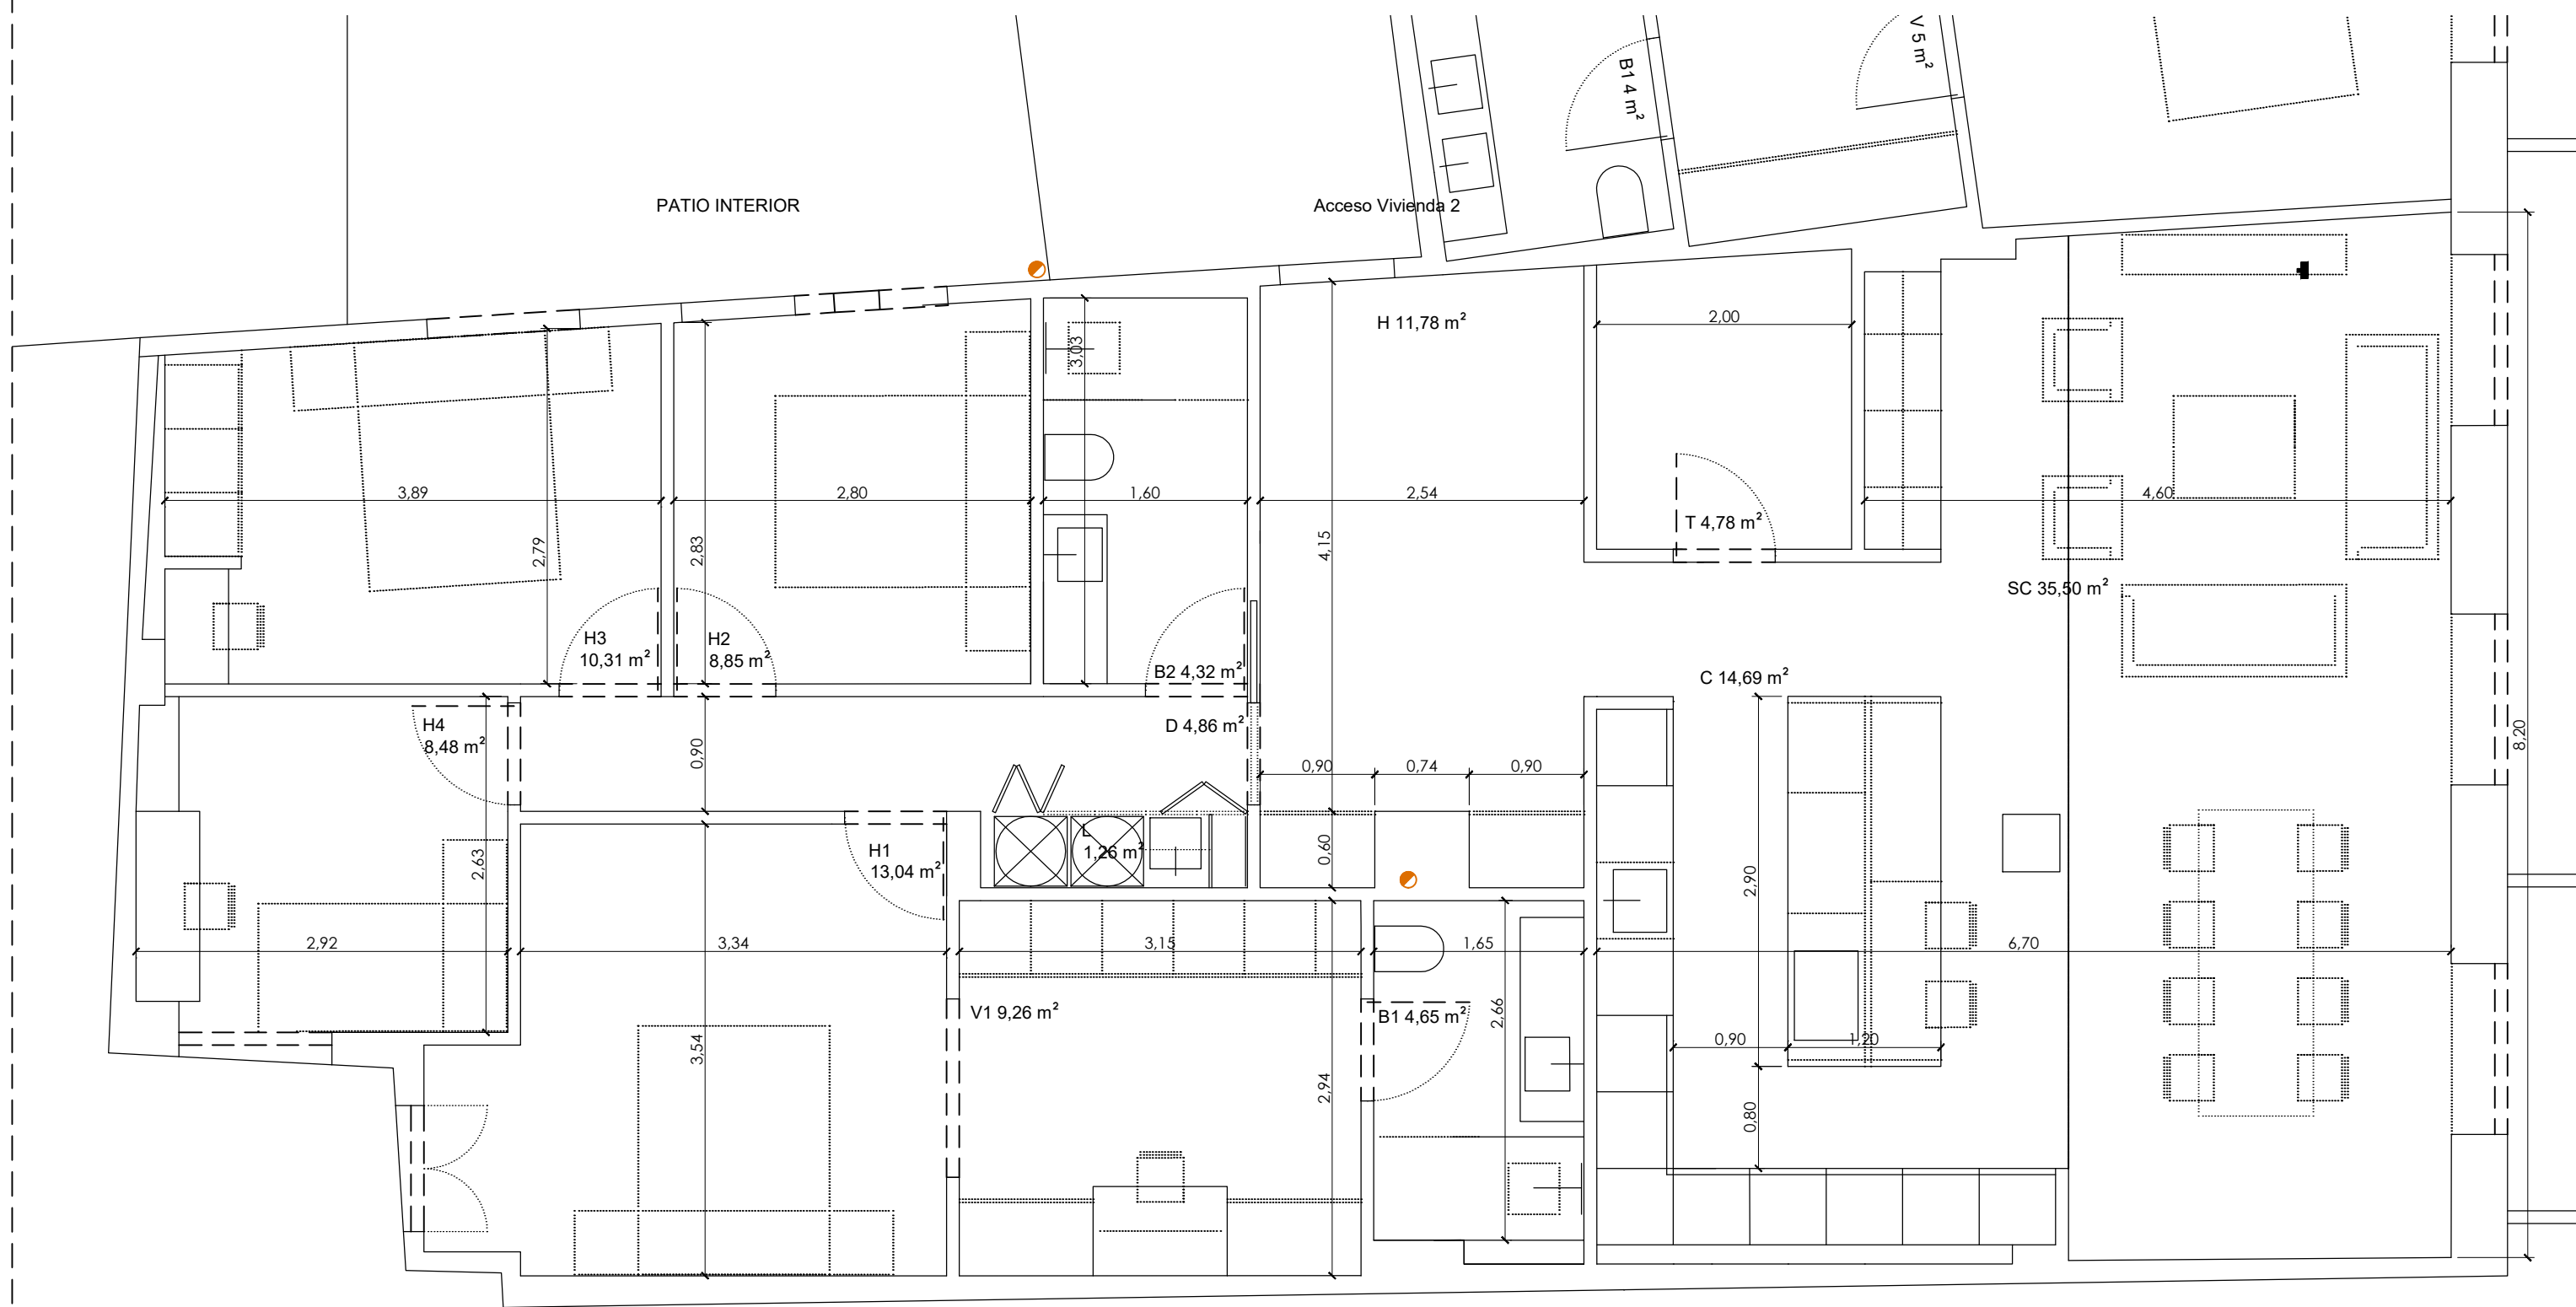 V 5 m²
B1 4 m²
PATIO INTERIOR
Acceso Vivienda 2
H 11,78 m²
2,00
3,03
3,89
2,80
1,60
2,54
4,60
T 4,78 m²
2,79
2,83
4,15
SC 35,50 m²
H3
10,31 m²
H2
8,85 m²
B2 4,32 m²
C 14,69 m²
H4
8,48 m²
D 4,86 m²
0,90
0,90
0,74
0,90
8,20
L
1,26 m²
H1
13,04 m²
2,63
0,60
2,90
2,92
3,34
3,15
1,65
6,70
V1 9,26 m²
B1 4,65 m²
2,66
3,54
0,90
1,20
2,94
0,80